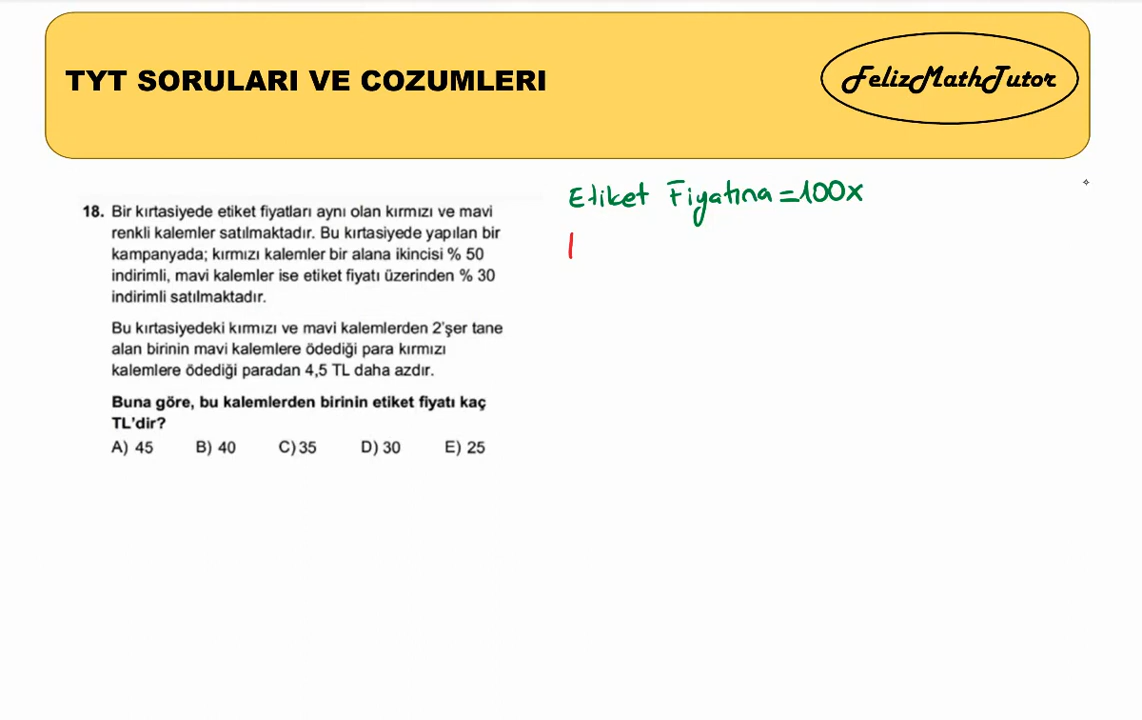 TYT SORULARI VE COZUMLERI
FelizMathTutor
Etiket Fiyatına = 100x
18. Bir kırtasiyede etiket fiyatları aynı olan kırmızı ve mavi
renkli kalemler satılmaktadır. Bu kırtasiyede yapılan bir
kampanyada; kırmızı kalemler bir alana ikincisi % 50
indirimli, mavi kalemler ise etiket fiyatı üzerinden % 30
indirimli satılmaktadır.
Bu kırtasiyedeki kırmızı ve mavi kalemlerden 2'şer tane
alan birinin mavi kalemlere ödediği para kırmızı
kalemlere ödediği paradan 4,5 TL daha azdır.
Buna göre, bu kalemlerden birinin etiket fiyatı kaç
TL'dir?
A) 45 B) 40 C) 35 D) 30 E) 25